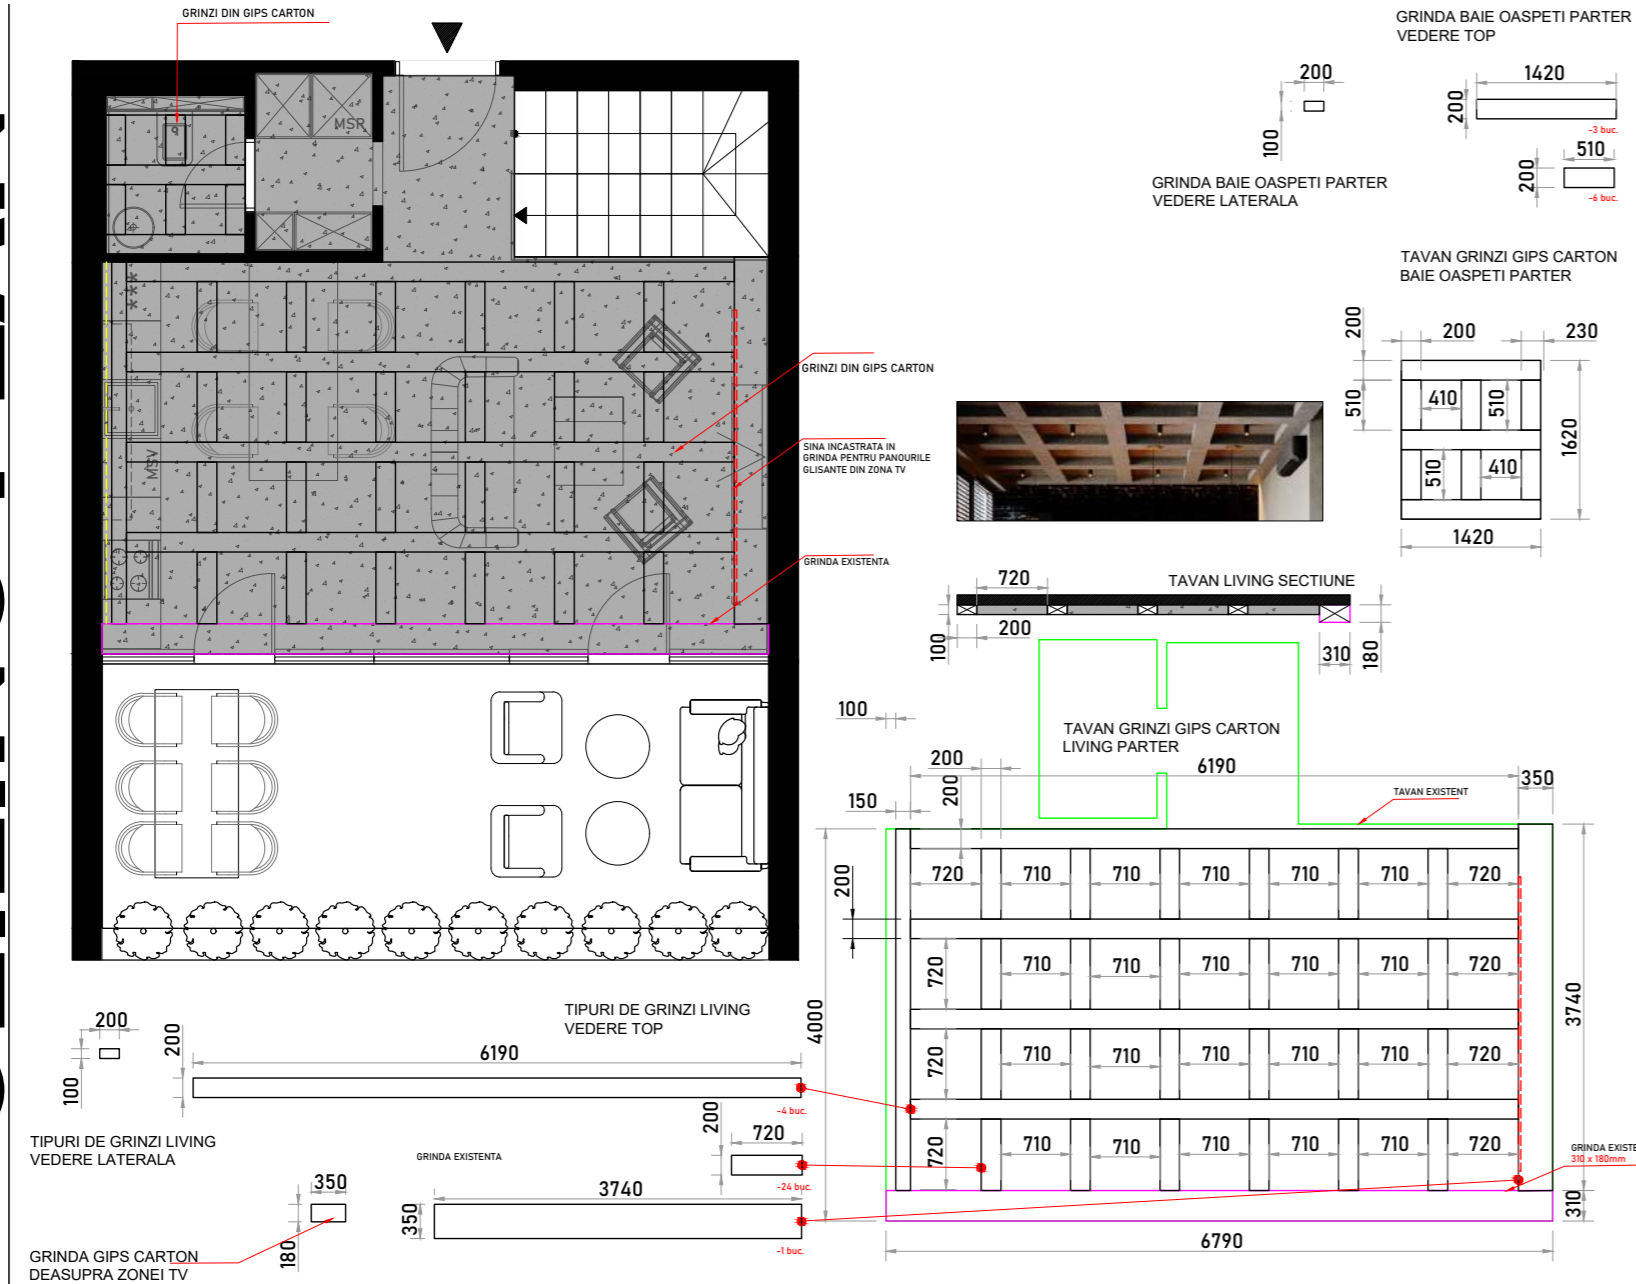 GRINZI DIN GIPS CARTON
MSR
MSV
GRINZI DIN GIPS CARTON
SINA INCASTRATA IN
GRINDA PENTRU PANOURILE
GLISANTE DIN ZONA TV
GRINDA EXISTENTA
GRINDA BAIE OASPETI PARTER
VEDERE TOP
200
100
1420
200
-3 buc.
510
200
-6 buc.
GRINDA BAIE OASPETI PARTER
VEDERE LATERALA
TAVAN GRINZI GIPS CARTON
BAIE OASPETI PARTER
200
200
230
510
410
510
1620
510
410
1420
720
TAVAN LIVING SECTIUNE
100
200
310
180
100
TAVAN GRINZI GIPS CARTON
LIVING PARTER
200
6190
350
150
200
TAVAN EXISTENT
200
720 710 710 710 710 710 720
720 710 710 710 710 710 720
720 710 710 710 710 710 720
720 710 710 710 710 710 720
4000
3740
GRINDA EXISTE
310 x 180mm
310
6790
TIPURI DE GRINZI LIVING
VEDERE TOP
200
100
200
6190
-4 buc.
TIPURI DE GRINZI LIVING
VEDERE LATERALA
200
720
-24 buc.
GRINDA EXISTENTA
350
180
3740
350
-1 buc.
GRINDA GIPS CARTON
DEASUPRA ZONEI TV